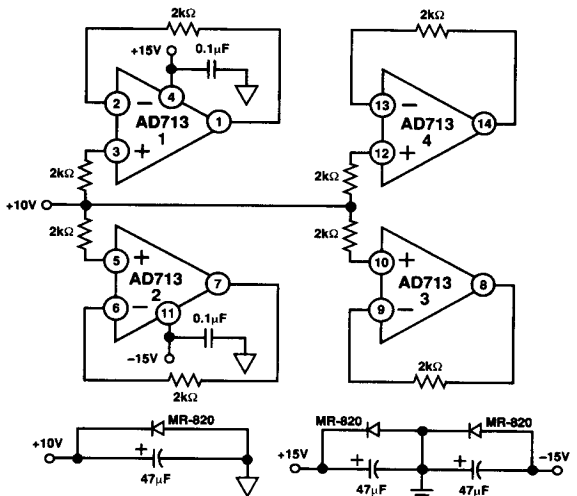 2kΩ
+15V
0.1µF
2
−
4
AD713
1
1
3
+
2kΩ
+10V
2kΩ
5
+
AD713
2
7
6
−
11
0.1µF
−15V
2kΩ
2kΩ
13
−
AD713
4
14
12
+
2kΩ
2kΩ
10
+
AD713
3
8
9
−
2kΩ
MR-820
+10V
+
47µF
MR-820
MR-820
+15V
−15V
+
+
47µF
47µF